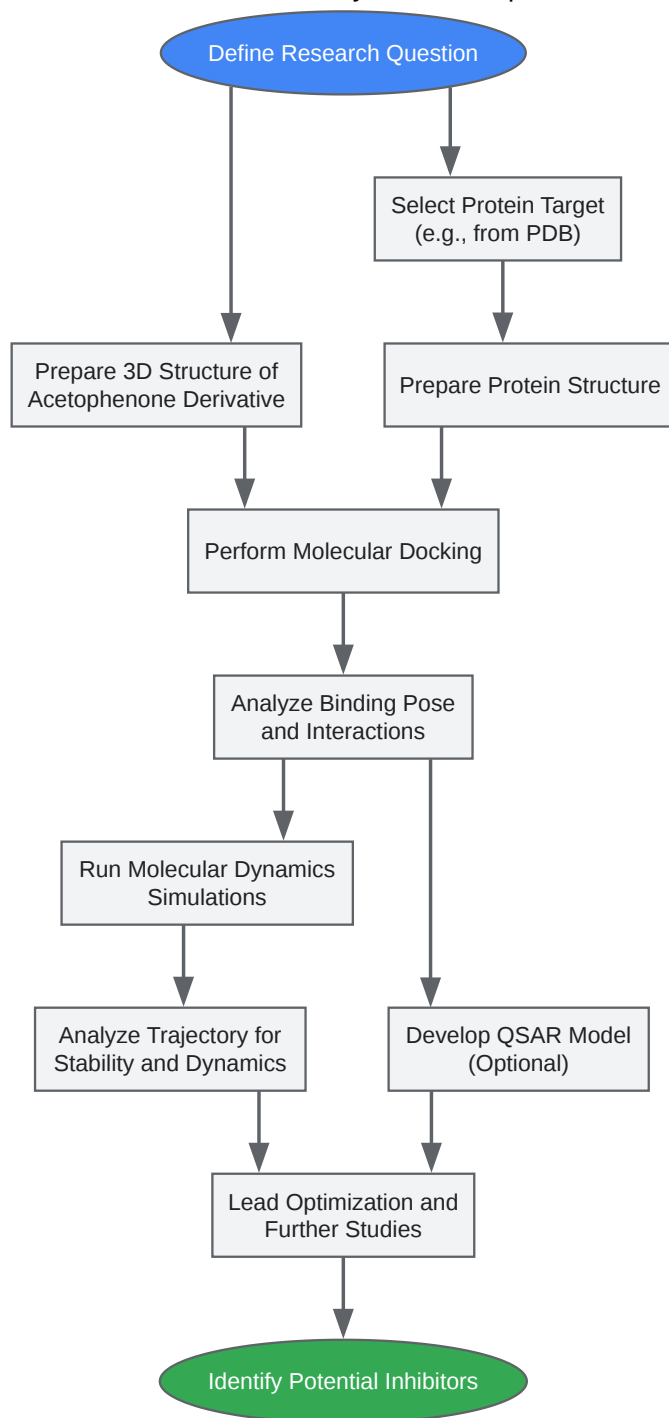 Define Research Question
Select Protein Target
(e.g., from PDB)
Prepare 3D Structure of
Acetophenone Derivative
Prepare Protein Structure
Perform Molecular Docking
Analyze Binding Pose
and Interactions
Run Molecular Dynamics
Simulations
Analyze Trajectory for
Stability and Dynamics
Develop QSAR Model
(Optional)
Lead Optimization and
Further Studies
Identify Potential Inhibitors